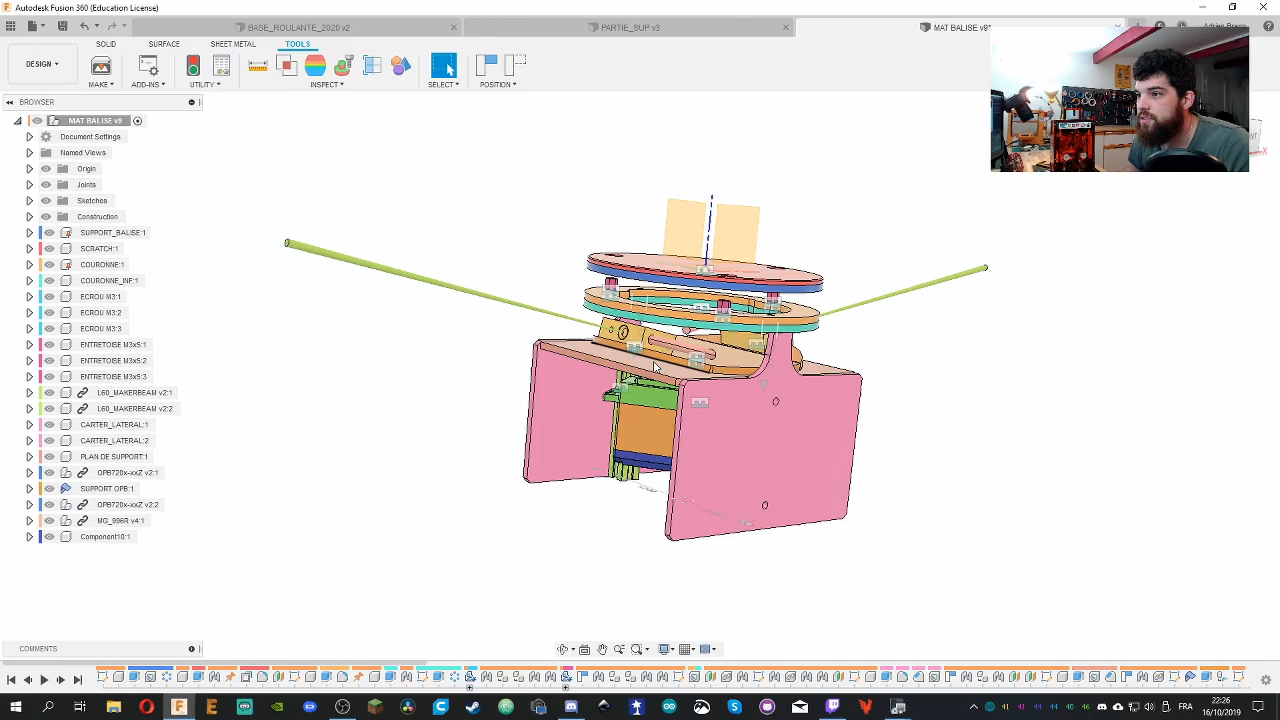 Autodesk Fusion 360 (Education License)
BASE_ROULANTE_2020 v2
PARTIE_SUP v3
MAT BALISE v9*
SOLID
SURFACE
SHEET METAL
TOOLS
DESIGN
MAKE
ADD-INS
UTILITY
INSPECT
SELECT
POSITION
BROWSER
MAT BALISE v9
Document Settings
Named Views
Origin
Joints
Sketches
Construction
SUPPORT_BALISE:1
SCRATCH:1
COURONNE:1
COURONNE_INF:1
ECROU M3:1
ECROU M3:2
ECROU M3:3
ENTRETOISE M3x5:1
ENTRETOISE M3x5:2
ENTRETOISE M3x5:3
L60_MAKERBEAM v2:1
L60_MAKERBEAM v2:2
CARTER_LATERAL:1
CARTER_LATERAL:2
PLAN DE SUPPORT:1
OPB720x-xxZ v2:1
SUPPORT OPB:1
OPB720x-xxZ v2:2
MG_996R v4:1
Component10:1
X
COMMENTS
41 41 40 46
FRA
22:26
16/10/2019